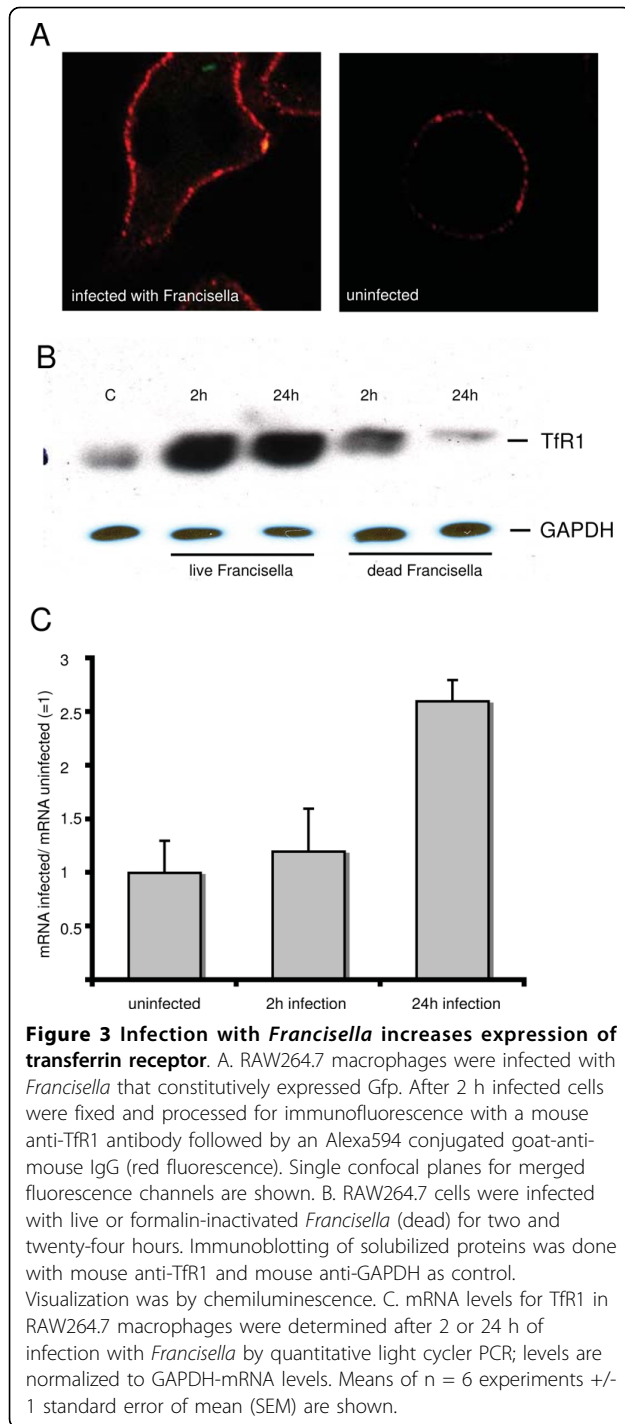 A
infected with Francisella
uninfected
B
C 2h 24h 2h 24h
TfR1
GAPDH
live Francisella dead Francisella
C
mRNA infected/ mRNA uninfected (=1)
3
2.5
2
1.5
1
0.5
uninfected 2h infection 24h infection
Figure 3 Infection with Francisella increases expression of
transferrin receptor. A. RAW264.7 macrophages were infected with
Francisella that constitutively expressed Gfp. After 2 h infected cells
were fixed and processed for immunofluorescence with a mouse
anti-TfR1 antibody followed by an Alexa594 conjugated goat-anti-
mouse IgG (red fluorescence). Single confocal planes for merged
fluorescence channels are shown. B. RAW264.7 cells were infected
with live or formalin-inactivated Francisella (dead) for two and
twenty-four hours. Immunoblotting of solubilized proteins was done
with mouse anti-TfR1 and mouse anti-GAPDH as control.
Visualization was by chemiluminescence. C. mRNA levels for TfR1 in
RAW264.7 macrophages were determined after 2 or 24 h of
infection with Francisella by quantitative light cycler PCR; levels are
normalized to GAPDH-mRNA levels. Means of n = 6 experiments +/-
1 standard error of mean (SEM) are shown.